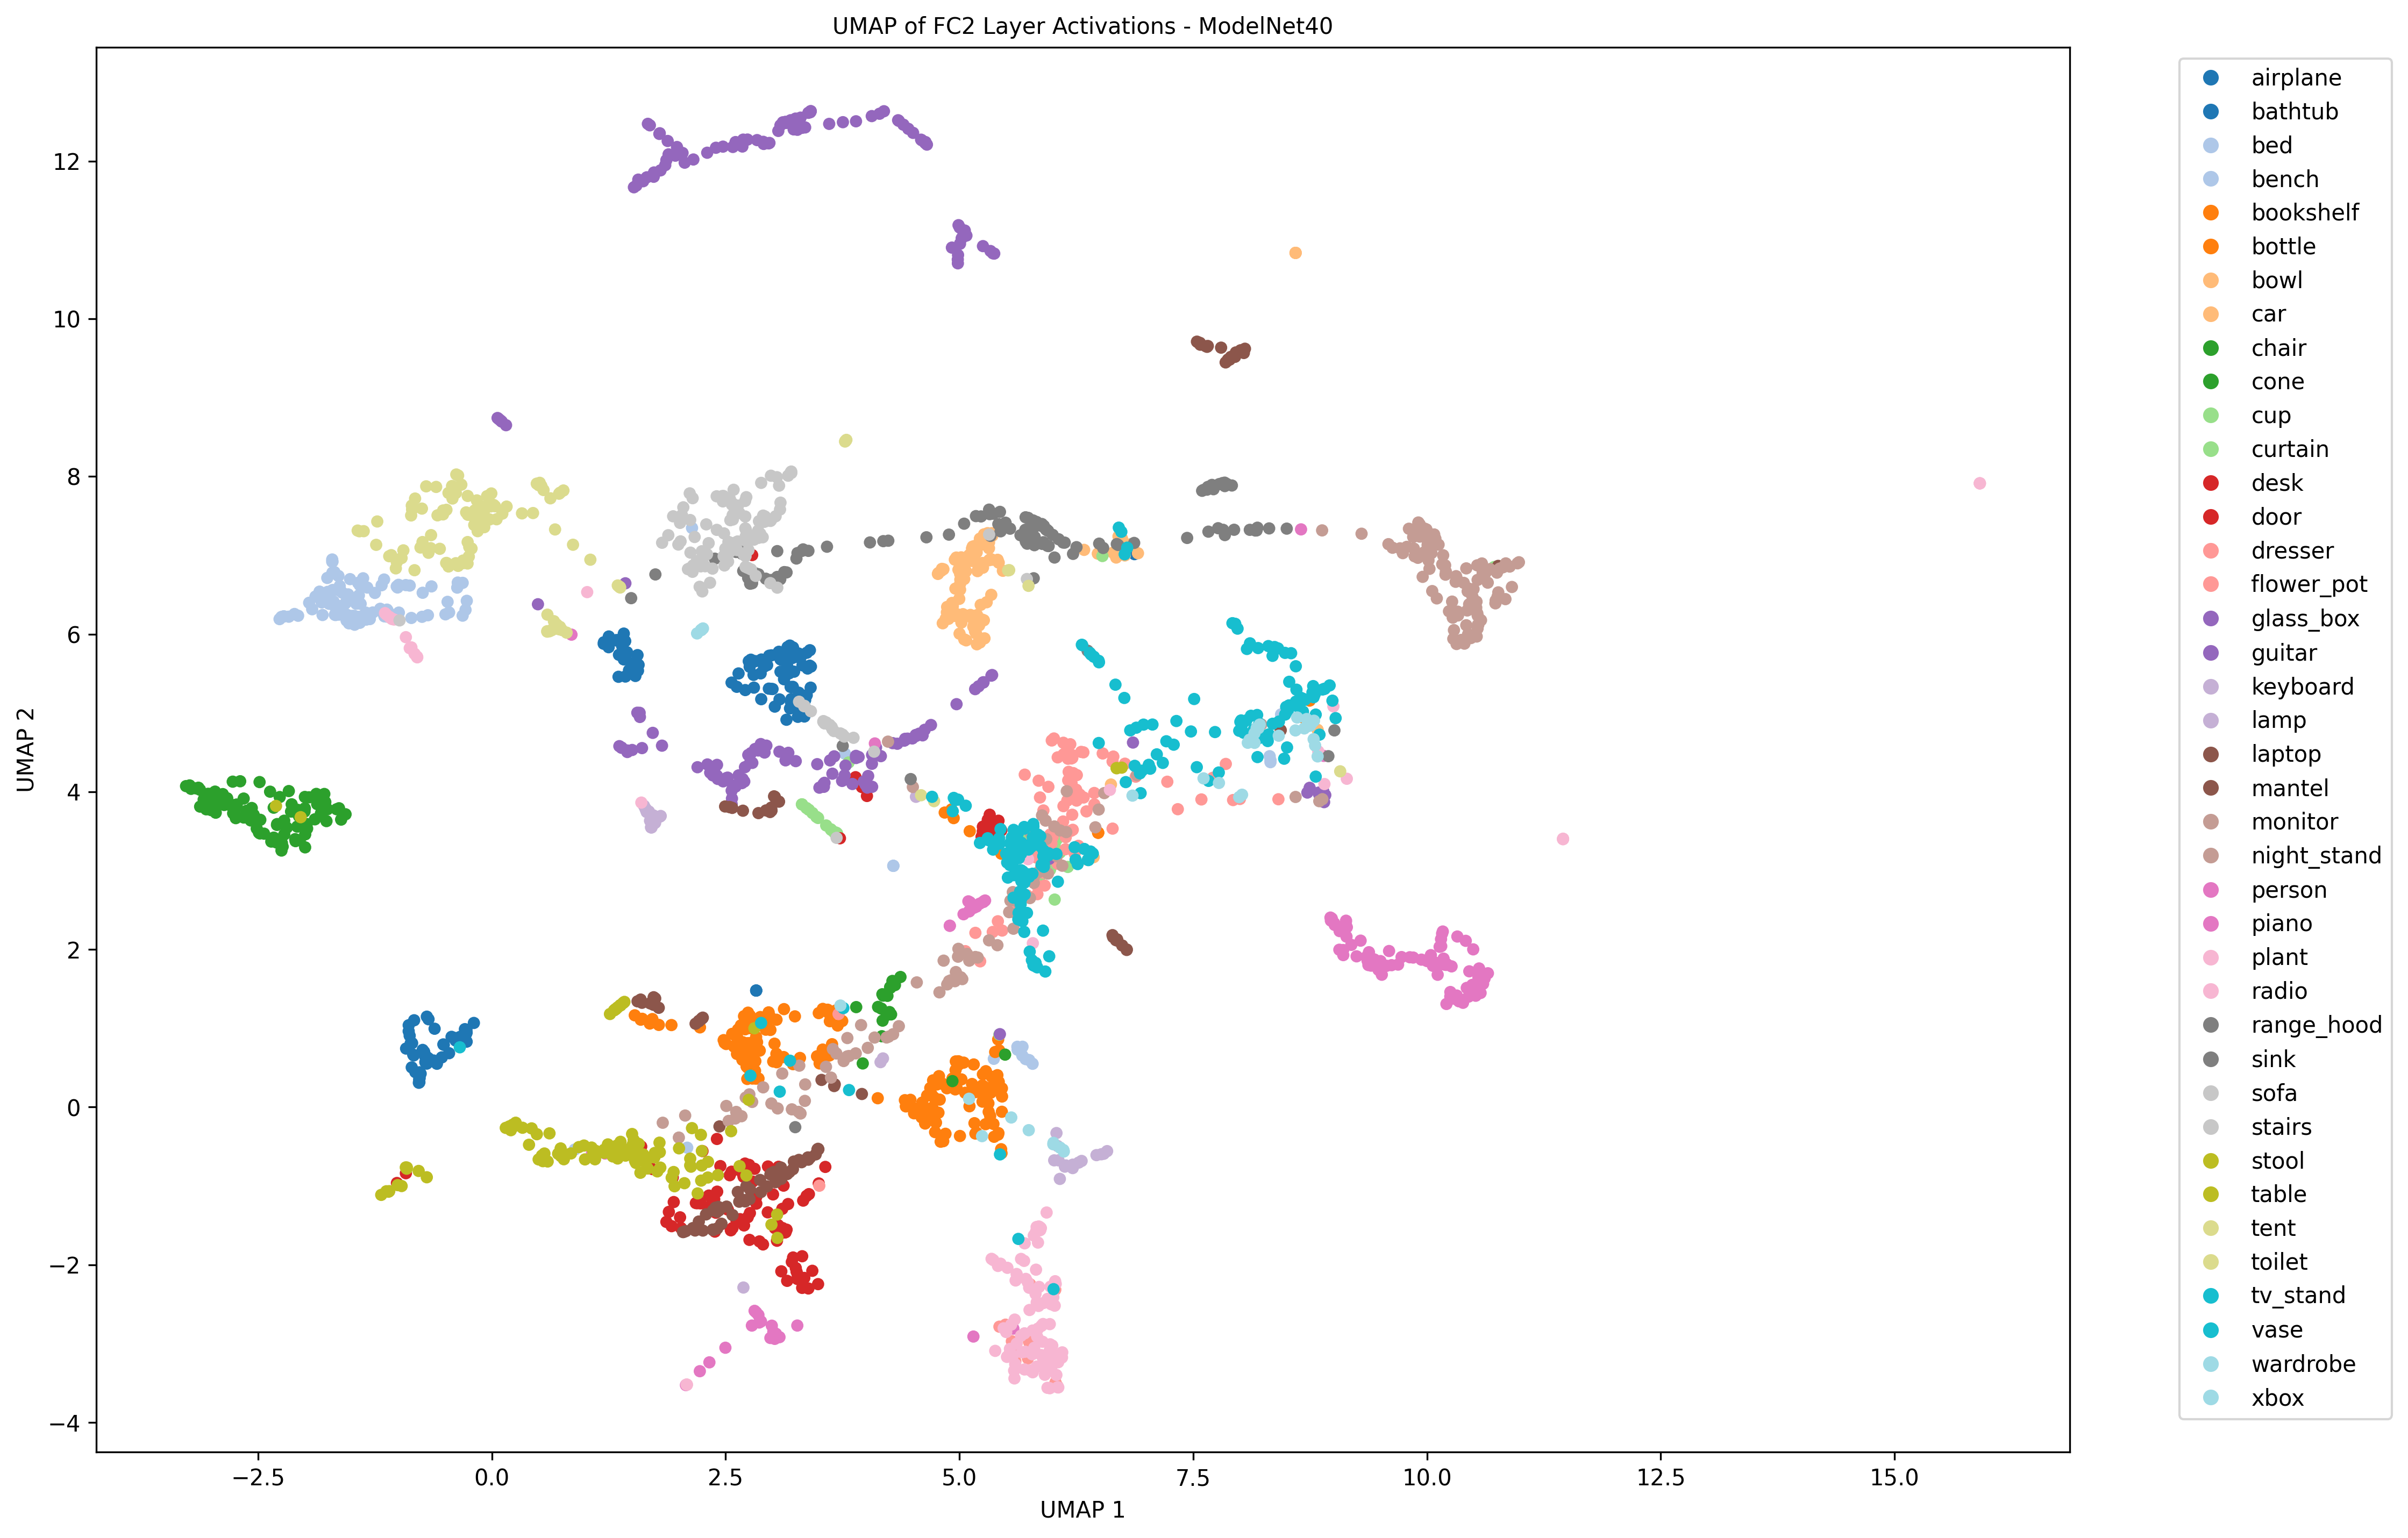 UMAP of FC2 Layer Activations - ModelNet40
UMAP 2
12
10
8
6
4
2
0
−2
−4
−2.5
0.0
2.5
5.0
7.5
10.0
12.5
15.0
UMAP 1
airplane
bathtub
bed
bench
bookshelf
bottle
bowl
car
chair
cone
cup
curtain
desk
door
dresser
flower_pot
glass_box
guitar
keyboard
lamp
laptop
mantel
monitor
night_stand
person
piano
plant
radio
range_hood
sink
sofa
stairs
stool
table
tent
toilet
tv_stand
vase
wardrobe
xbox